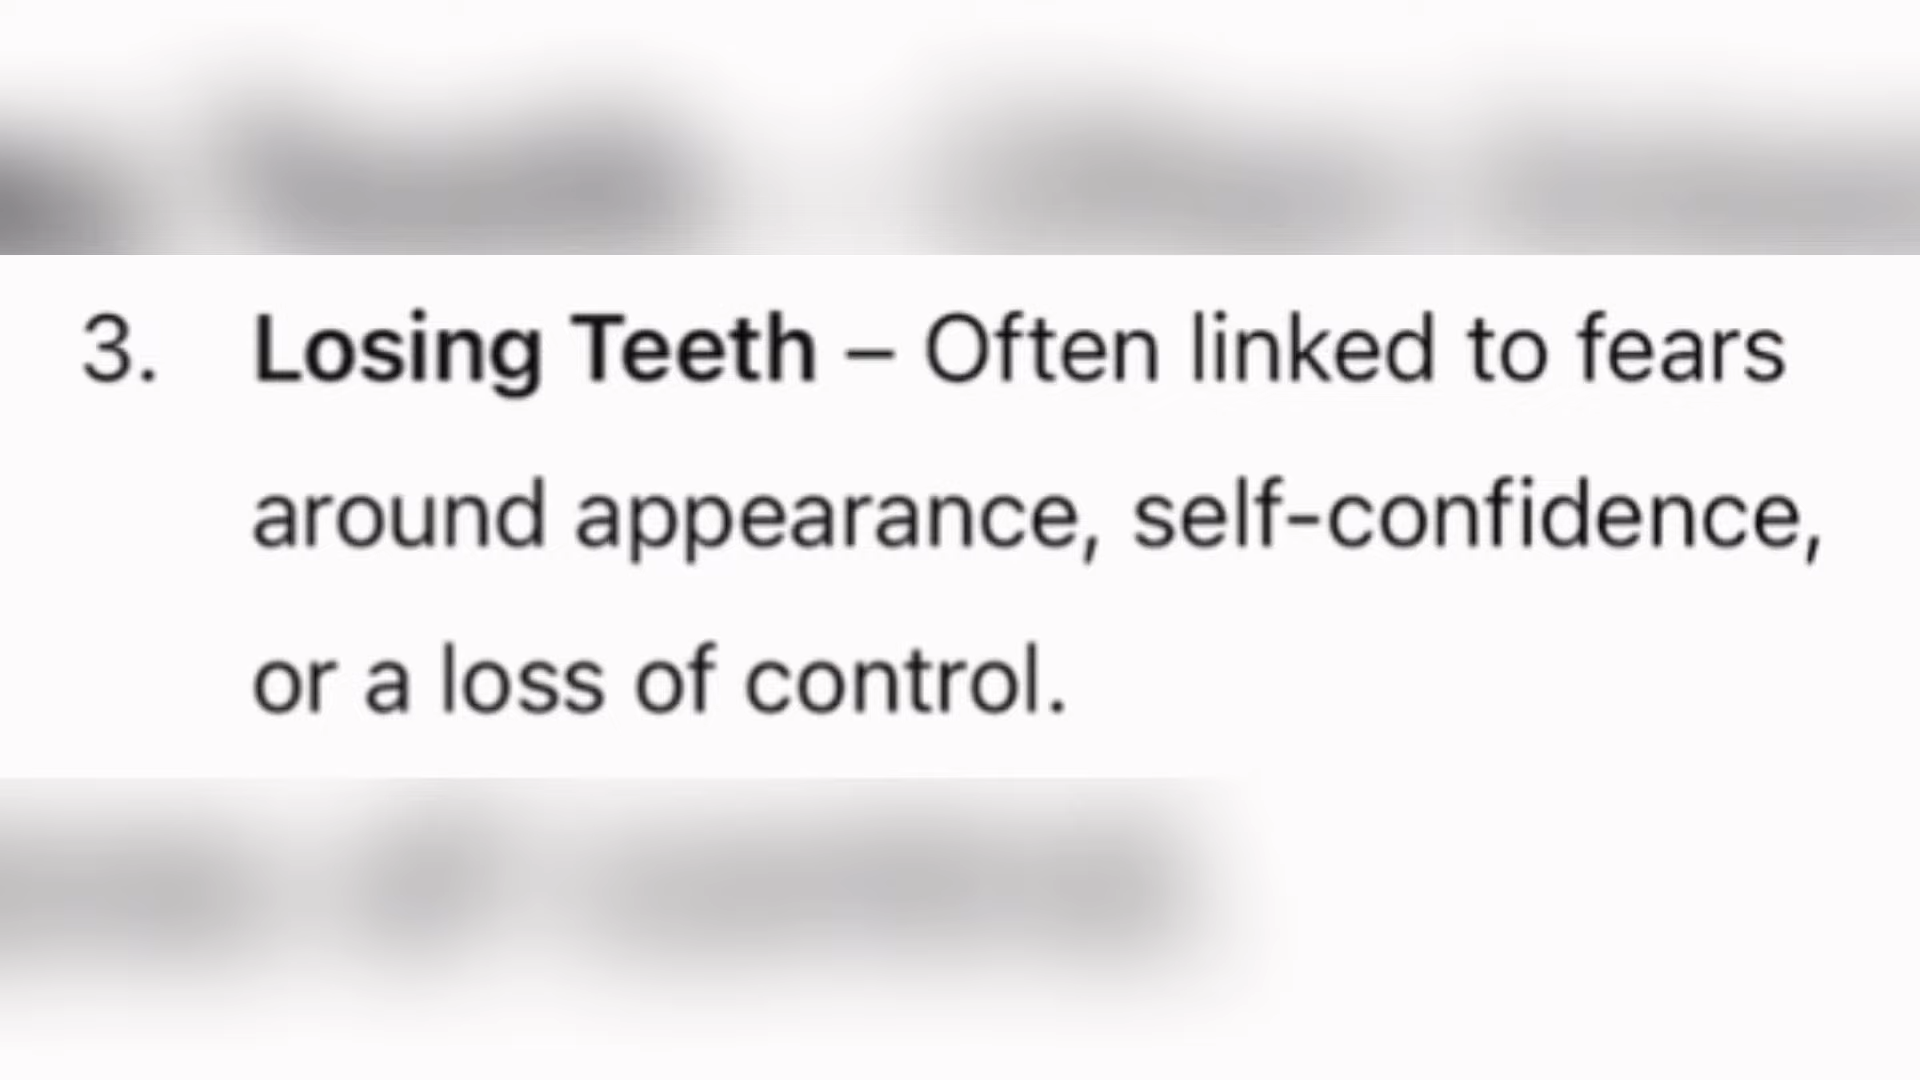 3. Losing Teeth – Often linked to fears
around appearance, self-confidence,
or a loss of control.